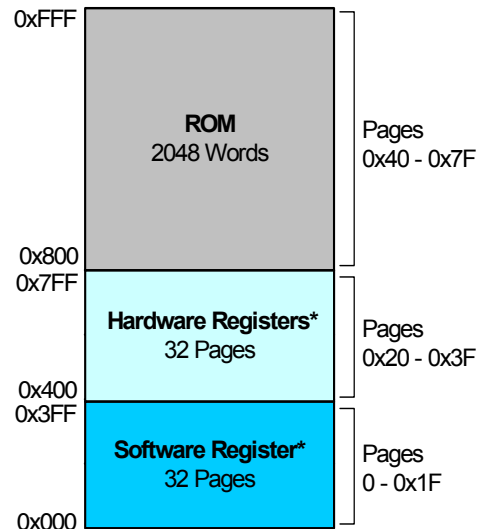 0xFFF
ROM
2048 Words
Pages
0x40 - 0x7F
0x800
0x7FF
Hardware Registers*
32 Pages
Pages
0x20 - 0x3F
0x400
0x3FF
Software Register*
32 Pages
Pages
0 - 0x1F
0x000